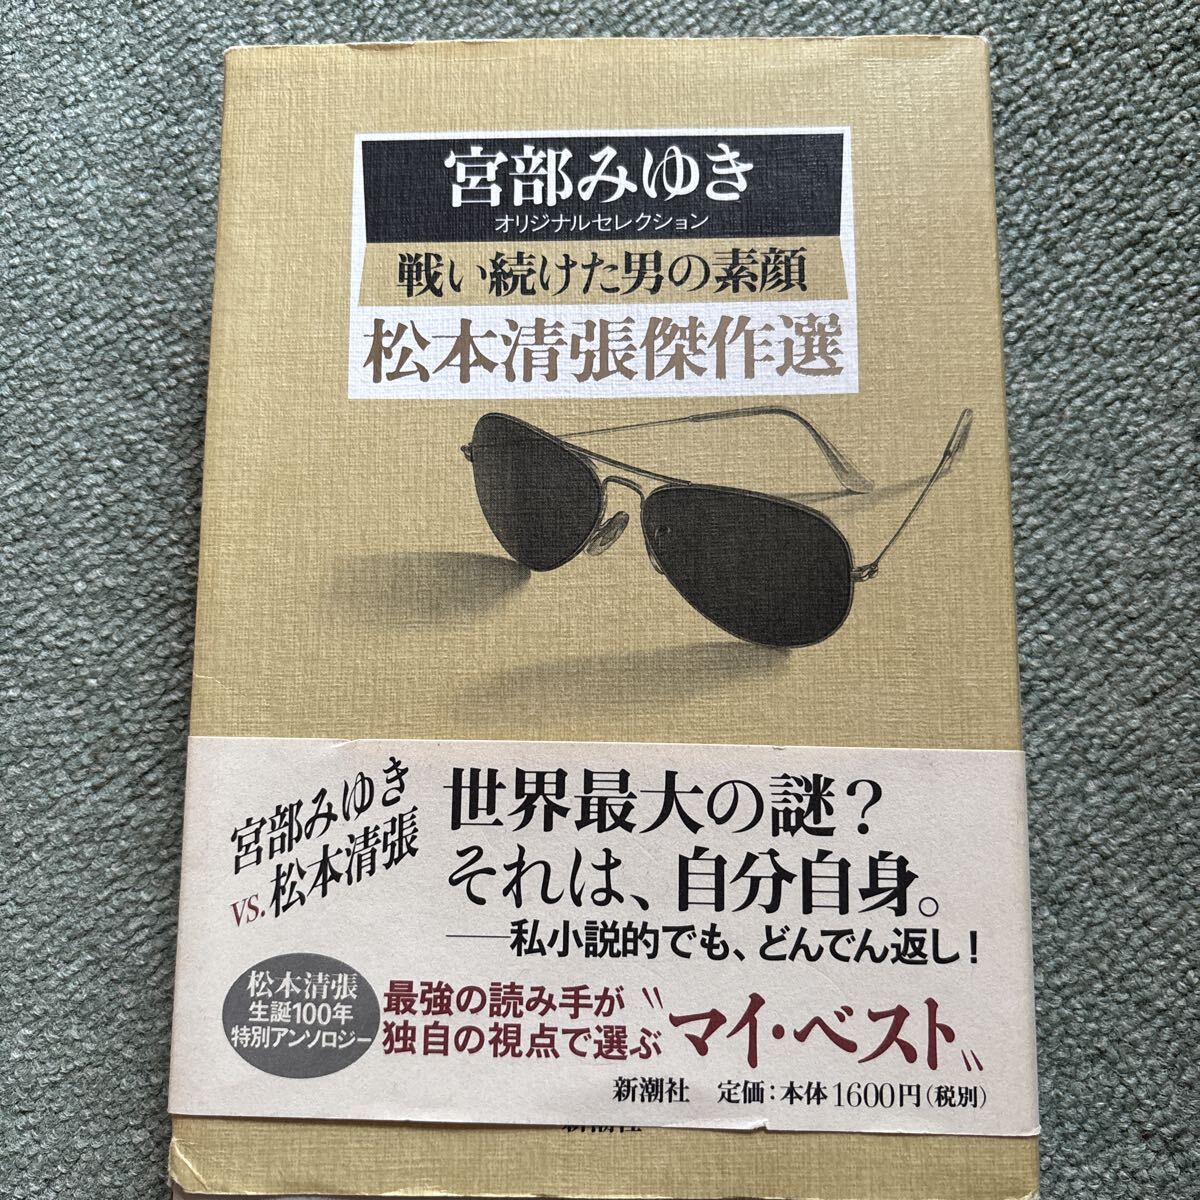 宮部みゆき
オリジナルセレクション
戦い続けた男の素顔
松本清張傑作選
宮部みゆき
vs.松本清張
世界最大の謎?
それは、自分自身。
──私小説的でも、どんでん返し!
松本清張
生誕100年
特別アンソロジー
最強の読み手が
独自の視点で選ぶ
〝マイ・ベスト〟
新潮社 定価:本体1600円(税別)
新潮社